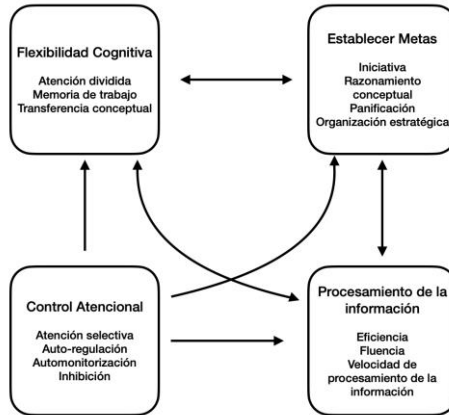 Flexibilidad Cognitiva
Atención dividida
Memoria de trabajo
Transferencia conceptual
Establecer Metas
Iniciativa
Razonamiento
conceptual
Panificación
Organización estratégica
Control Atencional
Atención selectiva
Auto-regulación
Automonitorización
Inhibición
Procesamiento de la
información
Eficiencia
Fluencia
Velocidad de
procesamiento de la
información